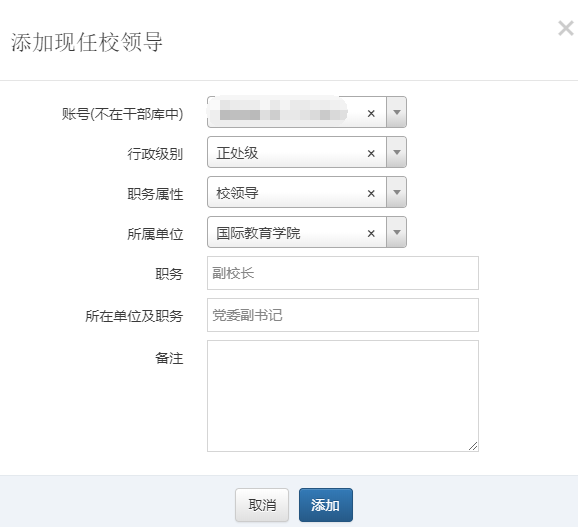 添加现任校领导 ×
账号(不在干部库中) ×
行政级别 正处级 ×
职务属性 校领导 ×
所属单位 国际教育学院 ×
职务 副校长
所在单位及职务 党委副书记
备注
取消 添加